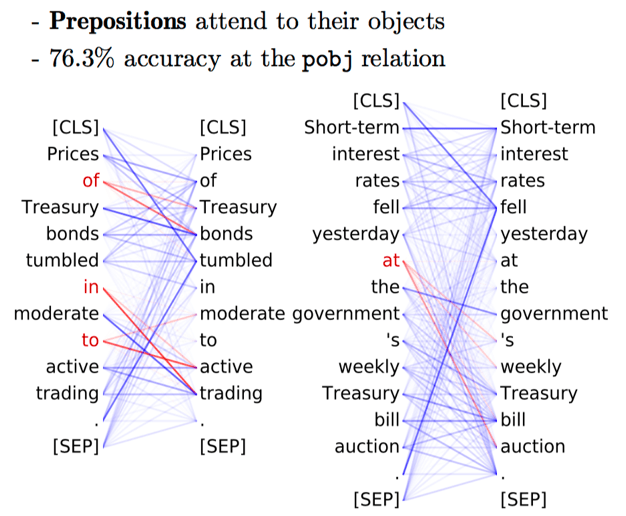 - Prepositions attend to their objects
- 76.3% accuracy at the pobj relation
[CLS]
Prices
of
Treasury
bonds
tumbled
in
moderate
to
active
trading
.
[SEP]
[CLS]
Prices
of
Treasury
bonds
tumbled
in
moderate
to
active
trading
.
[SEP]
[CLS]
Short-term
interest
rates
fell
yesterday
at
the
government
's
weekly
Treasury
bill
auction
.
[SEP]
[CLS]
Short-term
interest
rates
fell
yesterday
at
the
government
's
weekly
Treasury
bill
auction
.
[SEP]